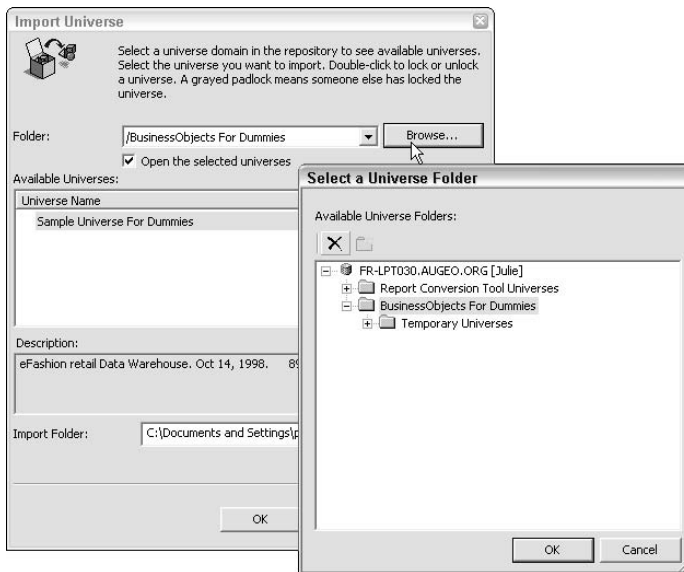 Import Universe
Select a universe domain in the repository to see available universes.
Select the universe you want to import. Double-click to lock or unlock
a universe. A grayed padlock means someone else has locked the
universe.
Folder:
/BusinessObjects For Dummies
Browse...
Open the selected universes
Available Universes:
Universe Name
Sample Universe For Dummies
Description:
eFashion retail Data Warehouse. Oct 14, 1998.
Import Folder:
C:\Documents and Settings\
OK
Select a Universe Folder
Available Universe Folders:
FR-LPT030.AUGEO.ORG [Julie]
Report Conversion Tool Universes
BusinessObjects For Dummies
Temporary Universes
OK
Cancel